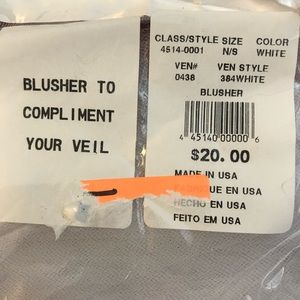 BLUSHER TO
COMPLIMENT
YOUR VEIL
CLASS/STYLE SIZE COLOR
4514-0001 N/S WHITE
VEN# VEN STYLE
0438 384WHITE
BLUSHER
4 45140 00000 6
$20.00
MADE IN USA
QUE EN USA
HECHO EN USA
FEITO EM USA